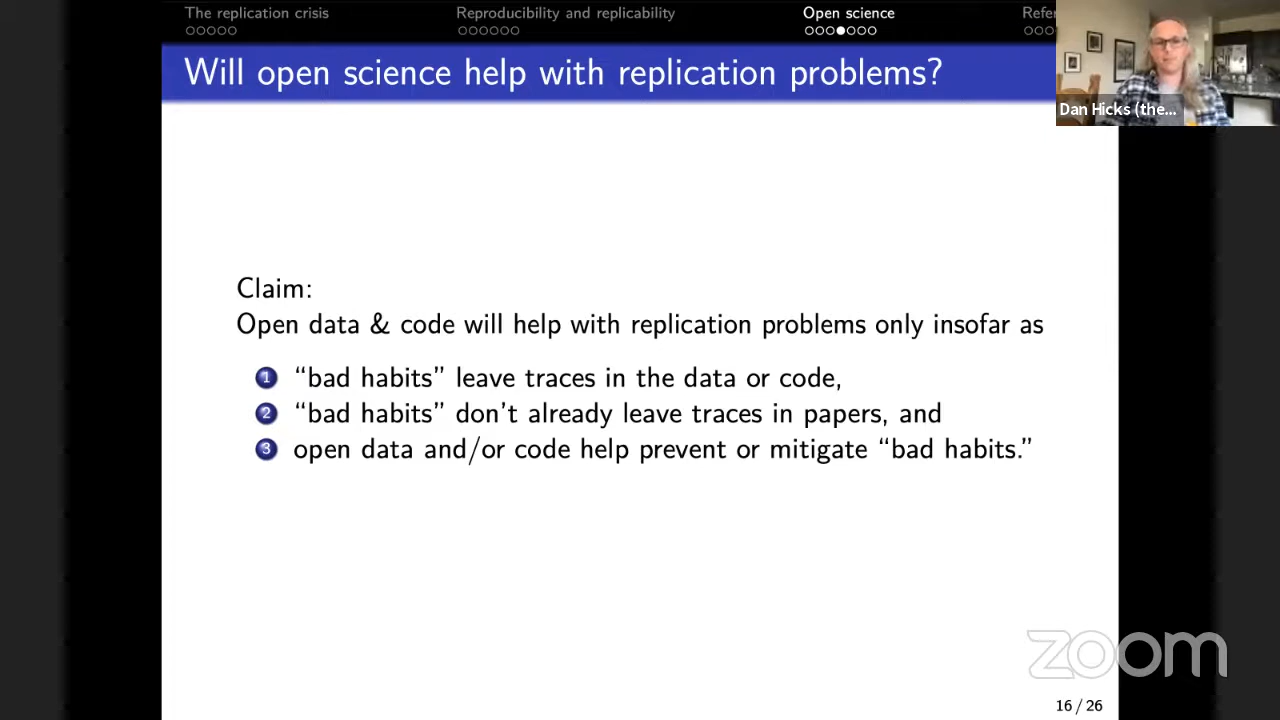 The replication crisis
Reproducibility and replicability
Open science
Refer
Will open science help with replication problems?
Dan Hicks (the...
Claim:
Open data & code will help with replication problems only insofar as
1 “bad habits” leave traces in the data or code,
2 “bad habits” don’t already leave traces in papers, and
3 open data and/or code help prevent or mitigate “bad habits.”
zoom
16 / 26